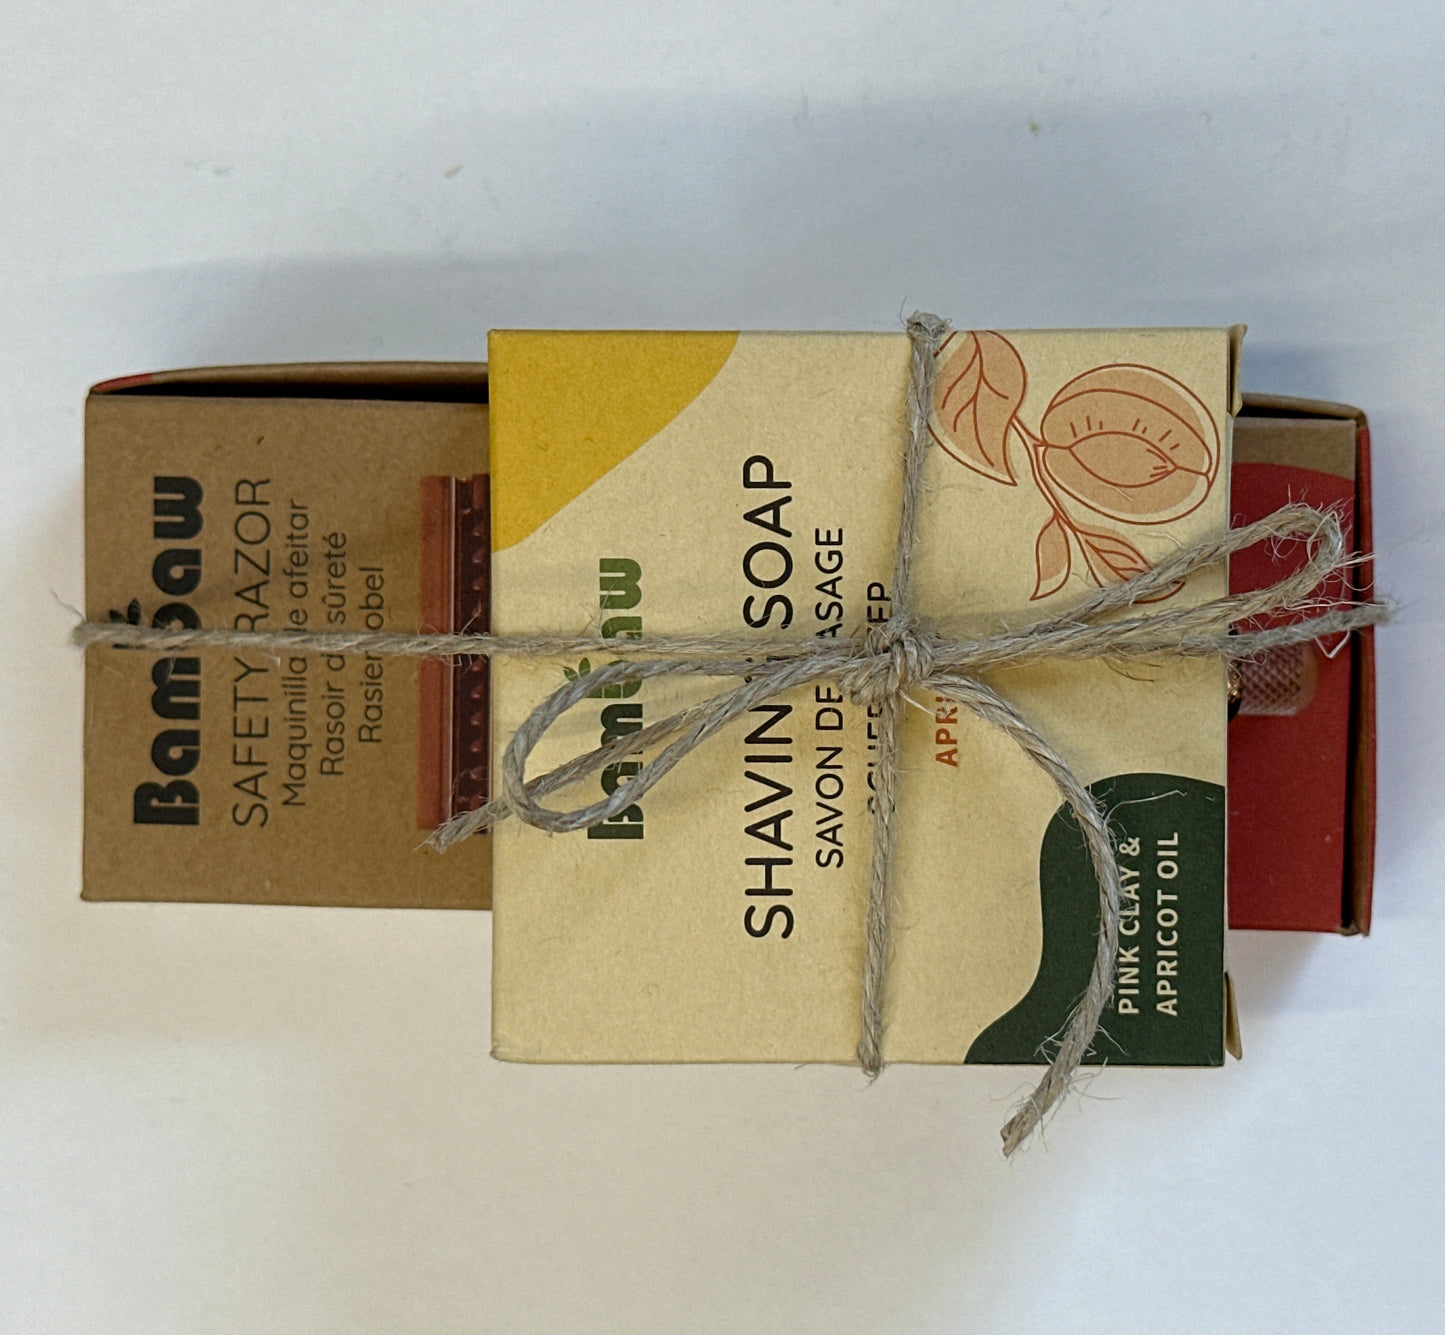 Bambaw
SAFETY RAZOR
Maquinilla de afeitar
Rasoir de sûreté
Rasierhobel
Bambaw
SHAVING SOAP
SAVON DE RASAGE
PINK CLAY &
APRICOT OIL